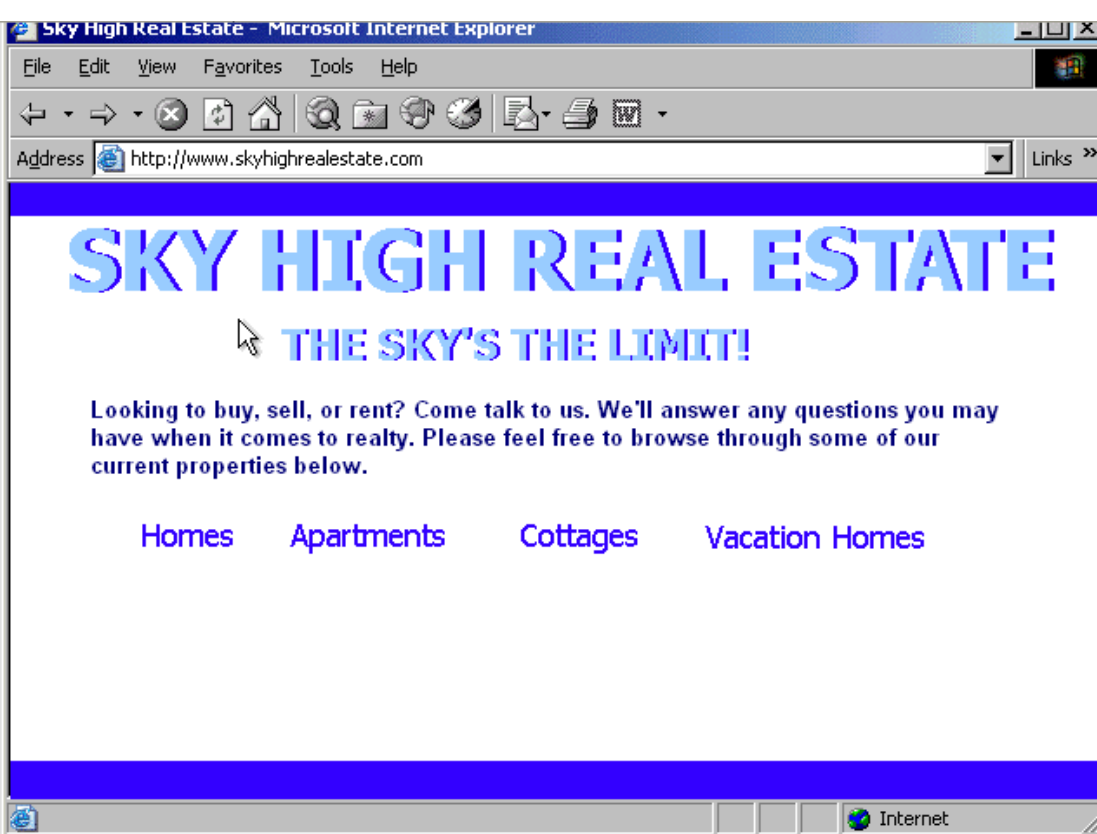 Sky High Real Estate - Microsoft Internet Explorer
File Edit View Favorites Tools Help
Address http://www.skyhighrealestate.com Links »
SKY HIGH REAL ESTATE
THE SKY'S THE LIMIT!
Looking to buy, sell, or rent? Come talk to us. We'll answer any questions you may
have when it comes to realty. Please feel free to browse through some of our
current properties below.
Homes Apartments Cottages Vacation Homes
Internet